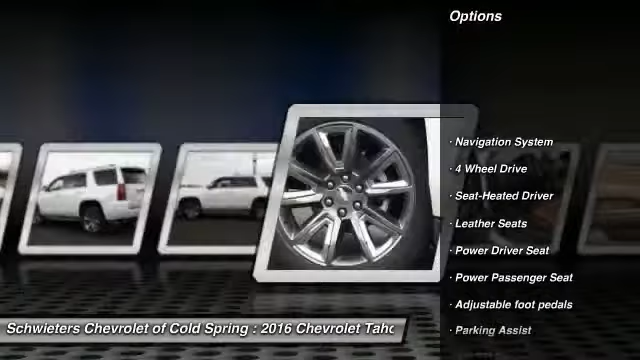 Options
· Navigation System
· 4 Wheel Drive
· Seat-Heated Driver
· Leather Seats
· Power Driver Seat
· Power Passenger Seat
· Adjustable foot pedals
· Parking Assist
Schwieters Chevrolet of Cold Spring : 2016 Chevrolet Taho